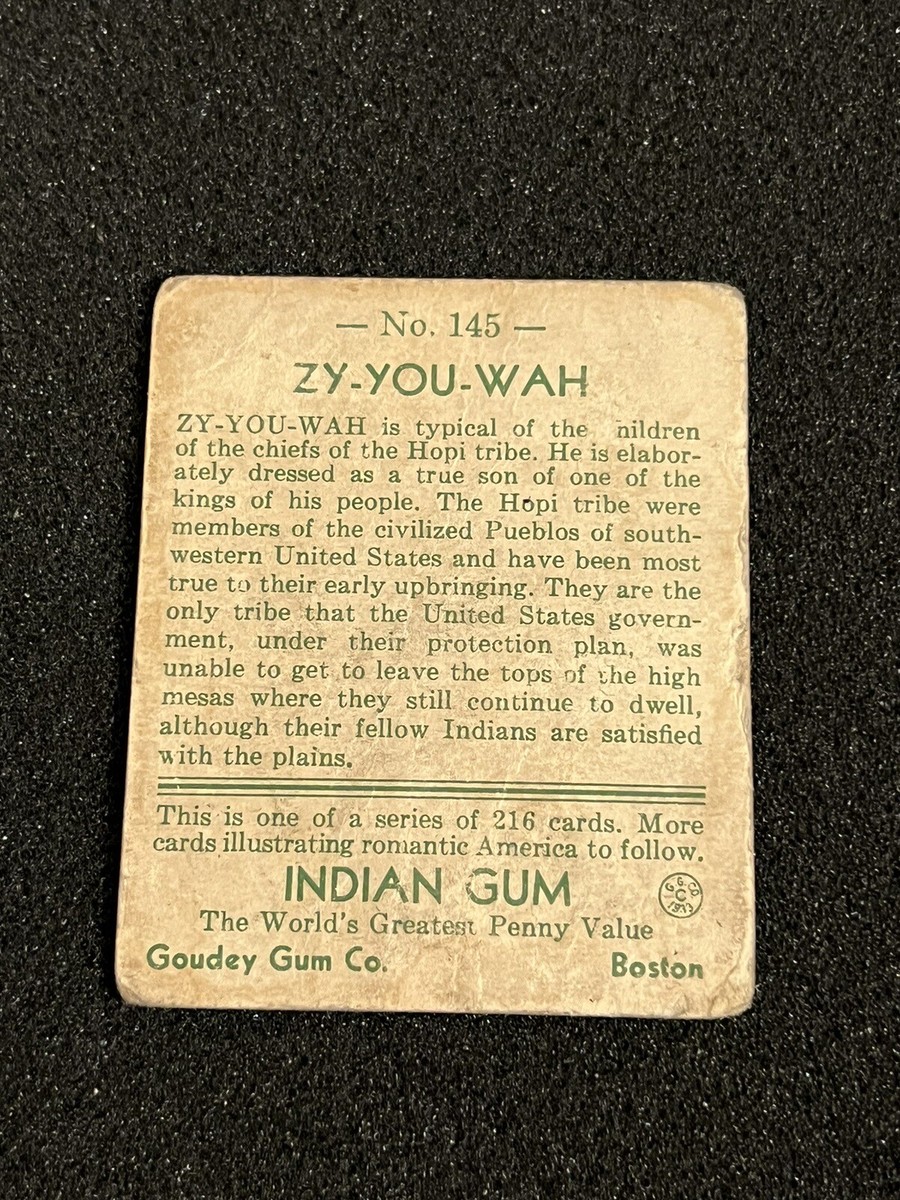 — No. 145 —
ZY-YOU-WAH
ZY-YOU-WAH is typical of the nildren
of the chiefs of the Hopi tribe. He is elabor-
ately dressed as a true son of one of the
kings of his people. The Hopi tribe were
members of the civilized Pueblos of south-
western United States and have been most
true to their early upbringing. They are the
only tribe that the United States govern-
ment, under their protection plan, was
unable to get to leave the tops of the high
mesas where they still continue to dwell,
although their fellow Indians are satisfied
with the plains.
This is one of a series of 216 cards. More
cards illustrating romantic America to follow.
INDIAN GUM
G.G.CO
C
1933
The World's Greatest Penny Value
Goudey Gum Co. Boston